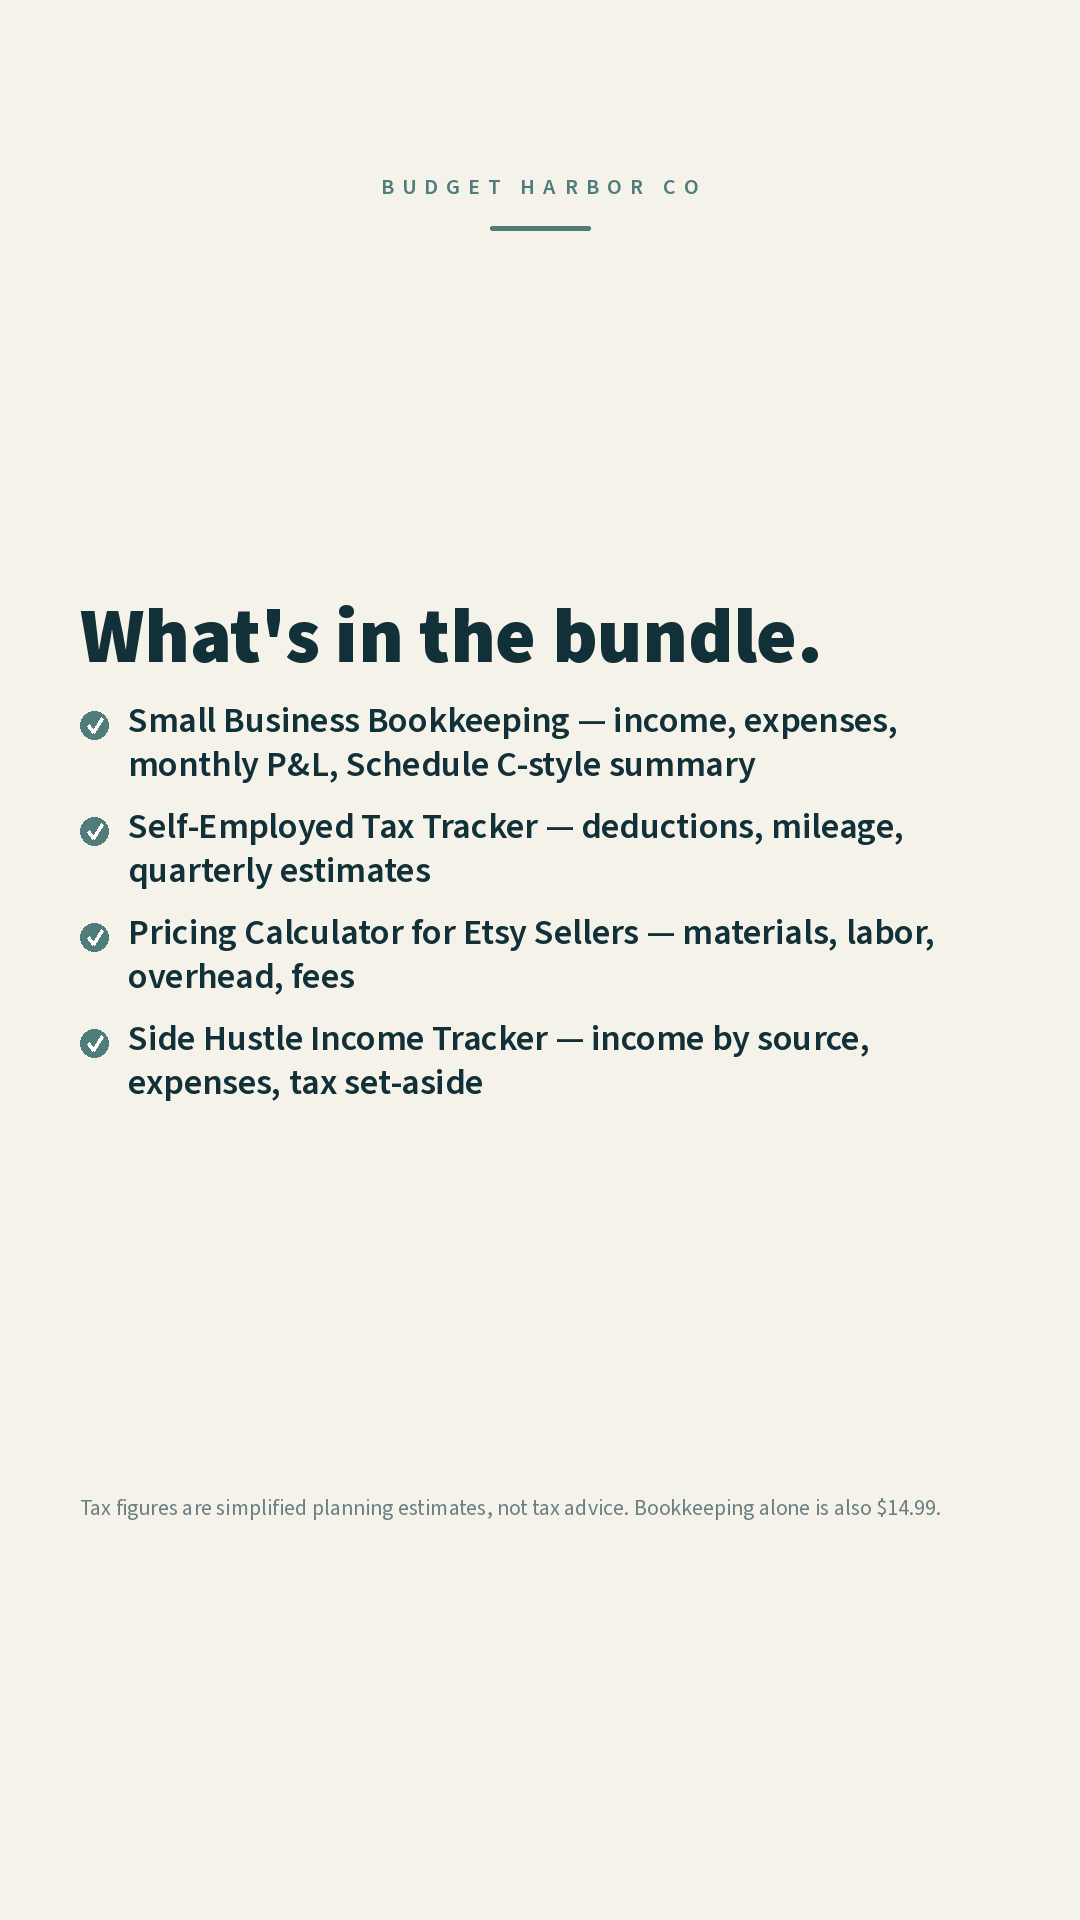 BUDGET HARBOR CO
What's in the bundle.
Small Business Bookkeeping — income, expenses,
monthly P&L, Schedule C-style summary
Self-Employed Tax Tracker — deductions, mileage,
quarterly estimates
Pricing Calculator for Etsy Sellers — materials, labor,
overhead, fees
Side Hustle Income Tracker — income by source,
expenses, tax set-aside
Tax figures are simplified planning estimates, not tax advice. Bookkeeping alone is also $14.99.